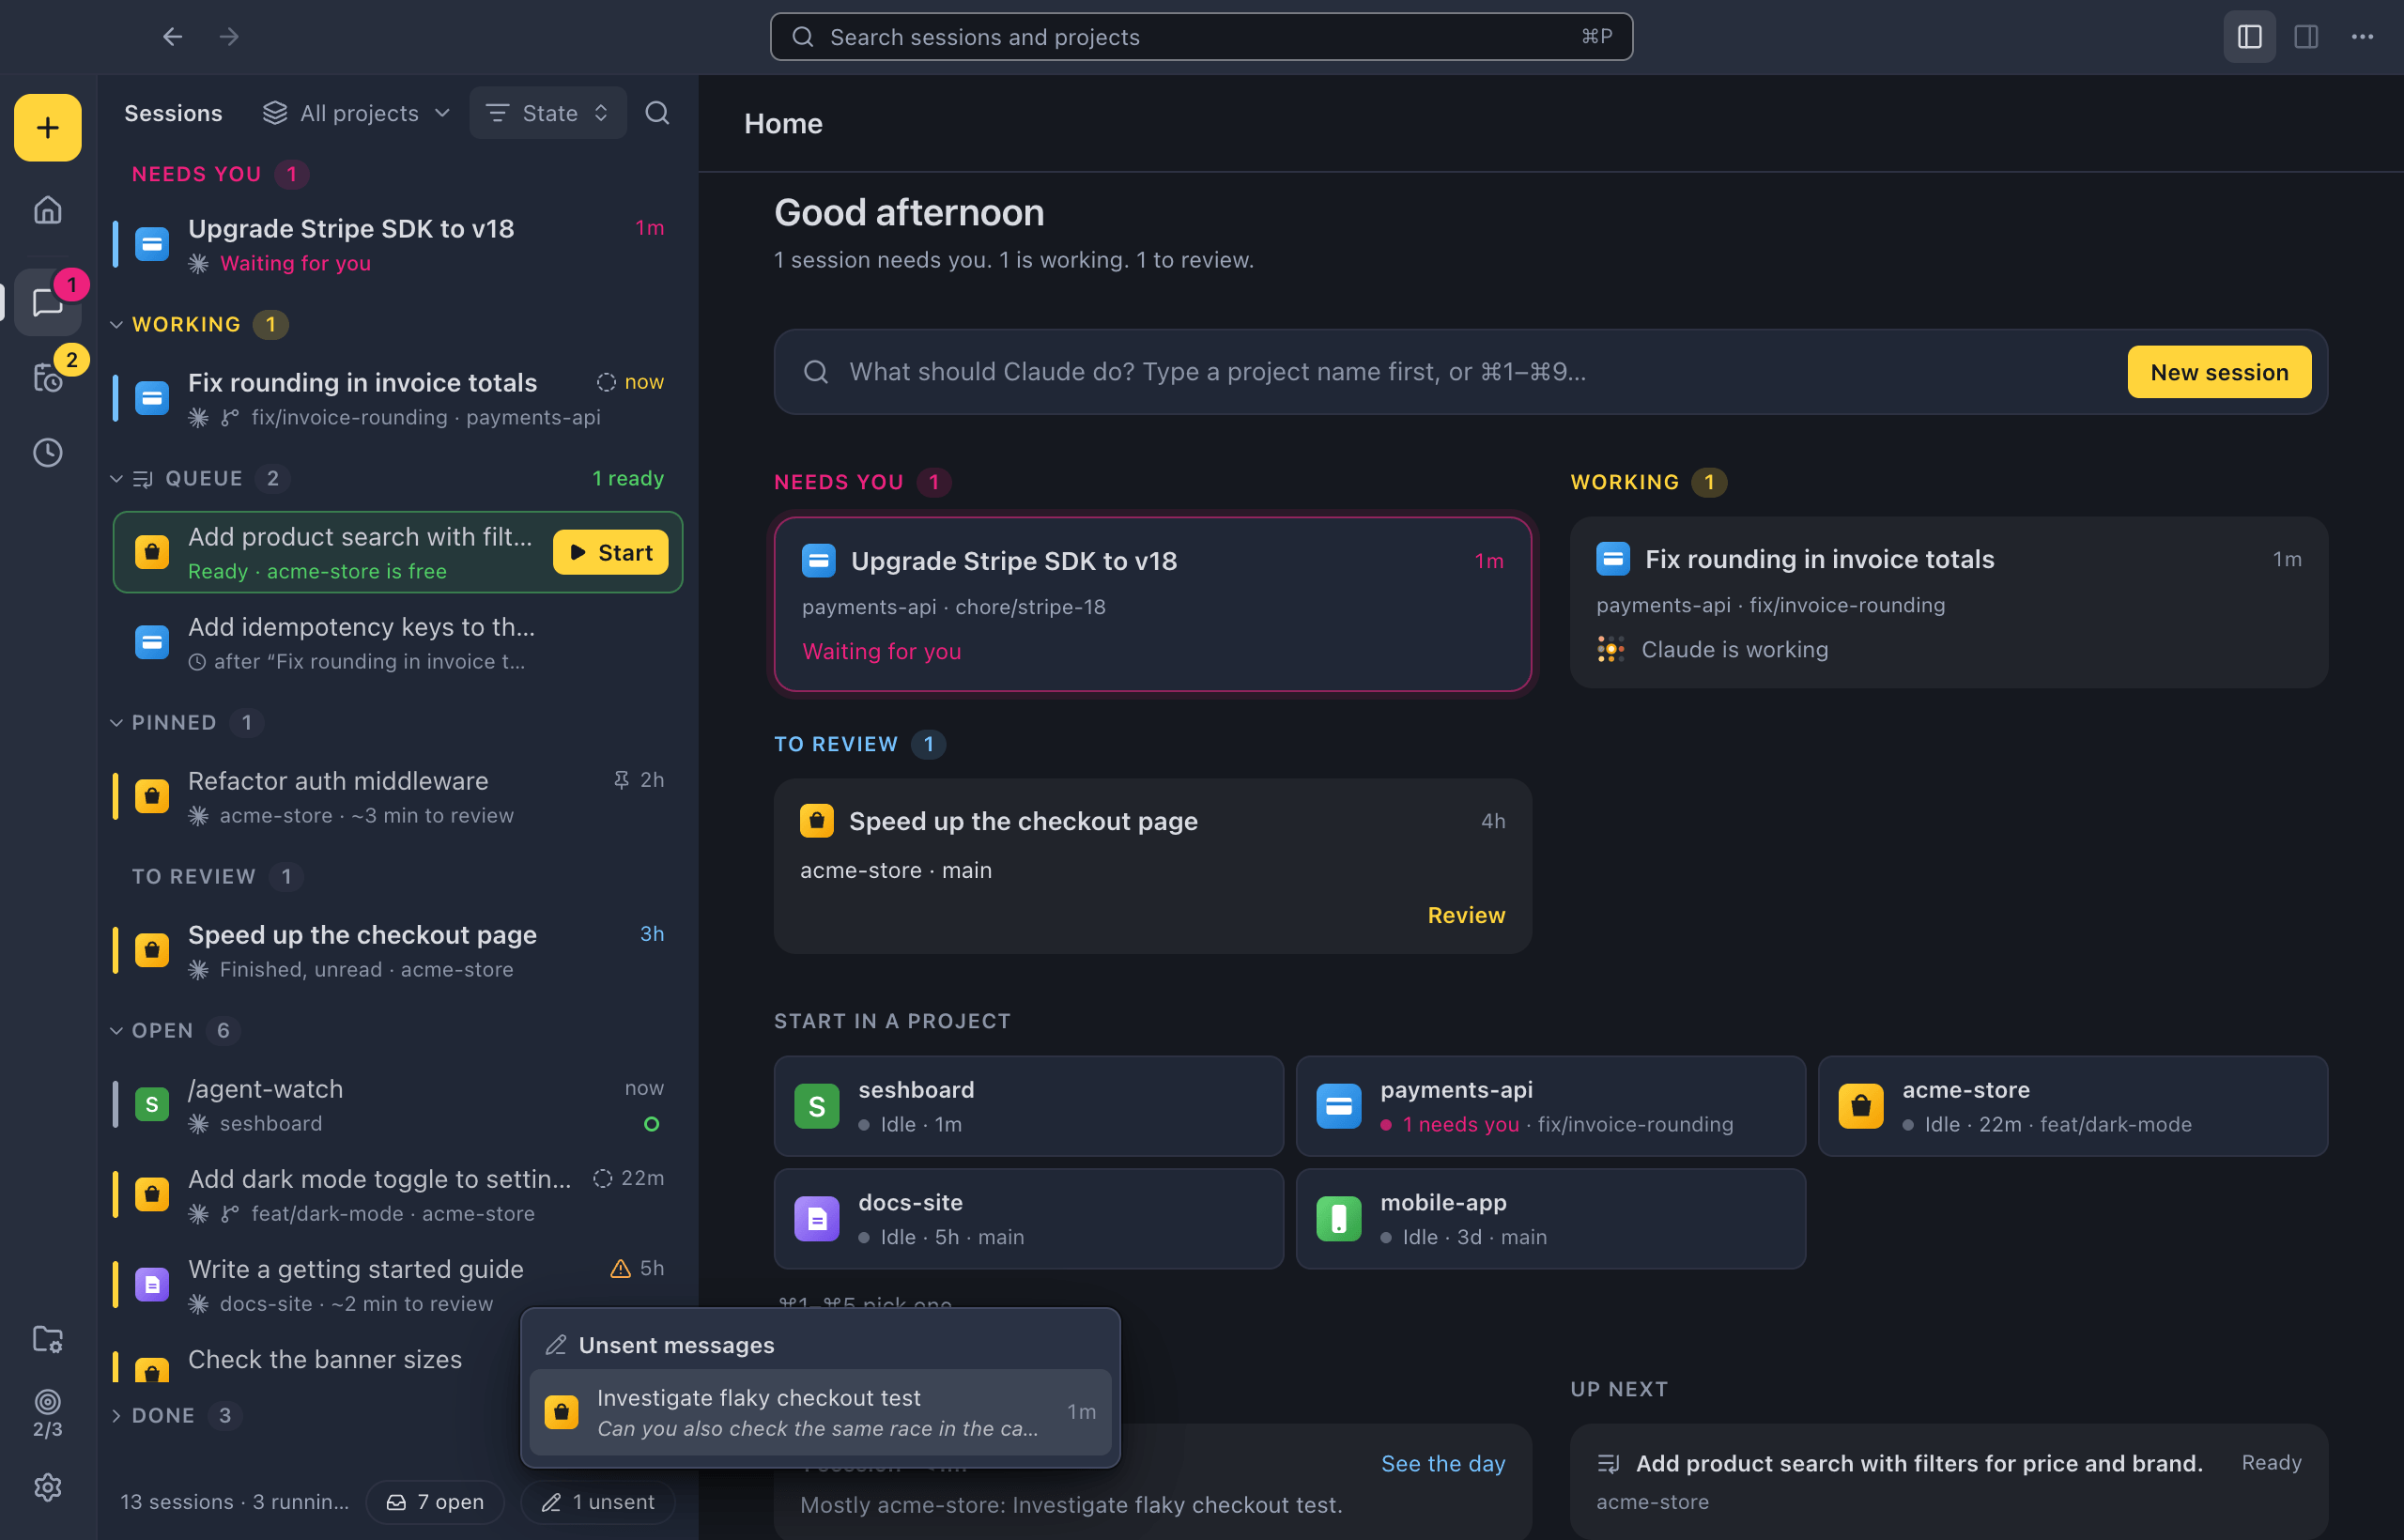 Search sessions and projects ⌘P
Sessions All projects State
NEEDS YOU 1
Upgrade Stripe SDK to v18 1m
Waiting for you
WORKING 1
Fix rounding in invoice totals now
fix/invoice-rounding · payments-api
QUEUE 2 1 ready
Add product search with filt...
Ready · acme-store is free
Start
Add idempotency keys to th...
after “Fix rounding in invoice t...
PINNED 1
Refactor auth middleware 2h
acme-store · ~3 min to review
TO REVIEW 1
Speed up the checkout page 3h
Finished, unread · acme-store
OPEN 6
S /agent-watch now
seshboard
Add dark mode toggle to settin... 22m
feat/dark-mode · acme-store
Write a getting started guide 5h
docs-site · ~2 min to review
Check the banner sizes
DONE 3
13 sessions · 3 runnin... 7 open 1 unsent
1
2
2/3
Home
Good afternoon
1 session needs you. 1 is working. 1 to review.
What should Claude do? Type a project name first, or ⌘1–⌘9...
New session
NEEDS YOU 1
Upgrade Stripe SDK to v18 1m
payments-api · chore/stripe-18
Waiting for you
WORKING 1
Fix rounding in invoice totals 1m
payments-api · fix/invoice-rounding
Claude is working
TO REVIEW 1
Speed up the checkout page 4h
acme-store · main
Review
START IN A PROJECT
S seshboard
Idle · 1m
payments-api
1 needs you · fix/invoice-rounding
acme-store
Idle · 22m · feat/dark-mode
docs-site
Idle · 5h · main
mobile-app
Idle · 3d · main
⌘1–⌘5 pick one
Unsent messages
Investigate flaky checkout test 1m
Can you also check the same race in the ca...
See the day
Mostly acme-store: Investigate flaky checkout test.
UP NEXT
Add product search with filters for price and brand. Ready
acme-store